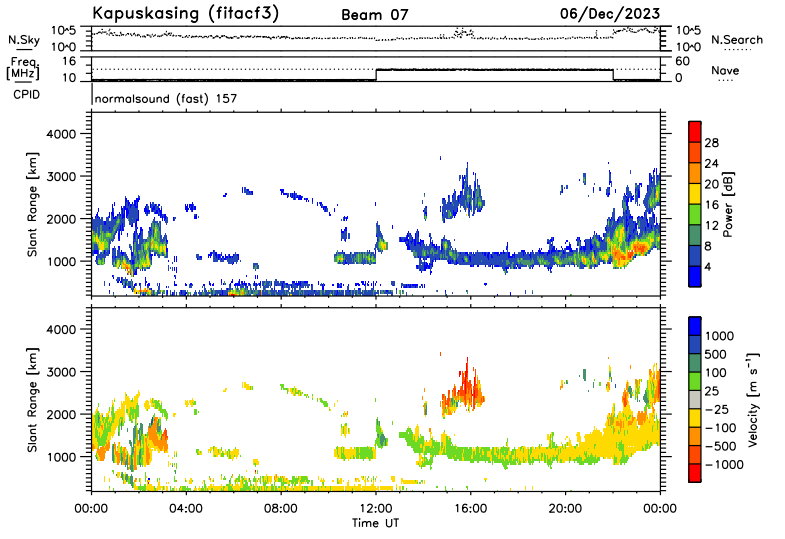 Kapuskasing (fitacf3) Beam 07 06/Dec/2023
N.Sky 10^5 10^0 10^5 10^0 N.Search
Freq. [MHz] 16 10 60 0 Nave
CPID normalsound (fast) 157
Slant Range [km] 4000 3000 2000 1000
Power [dB] 28 24 20 16 12 8 4
Slant Range [km] 4000 3000 2000 1000
Velocity [m s⁻¹] 1000 500 100 25 −25 −100 −500 −1000
00:00 04:00 08:00 12:00 16:00 20:00 00:00
Time UT